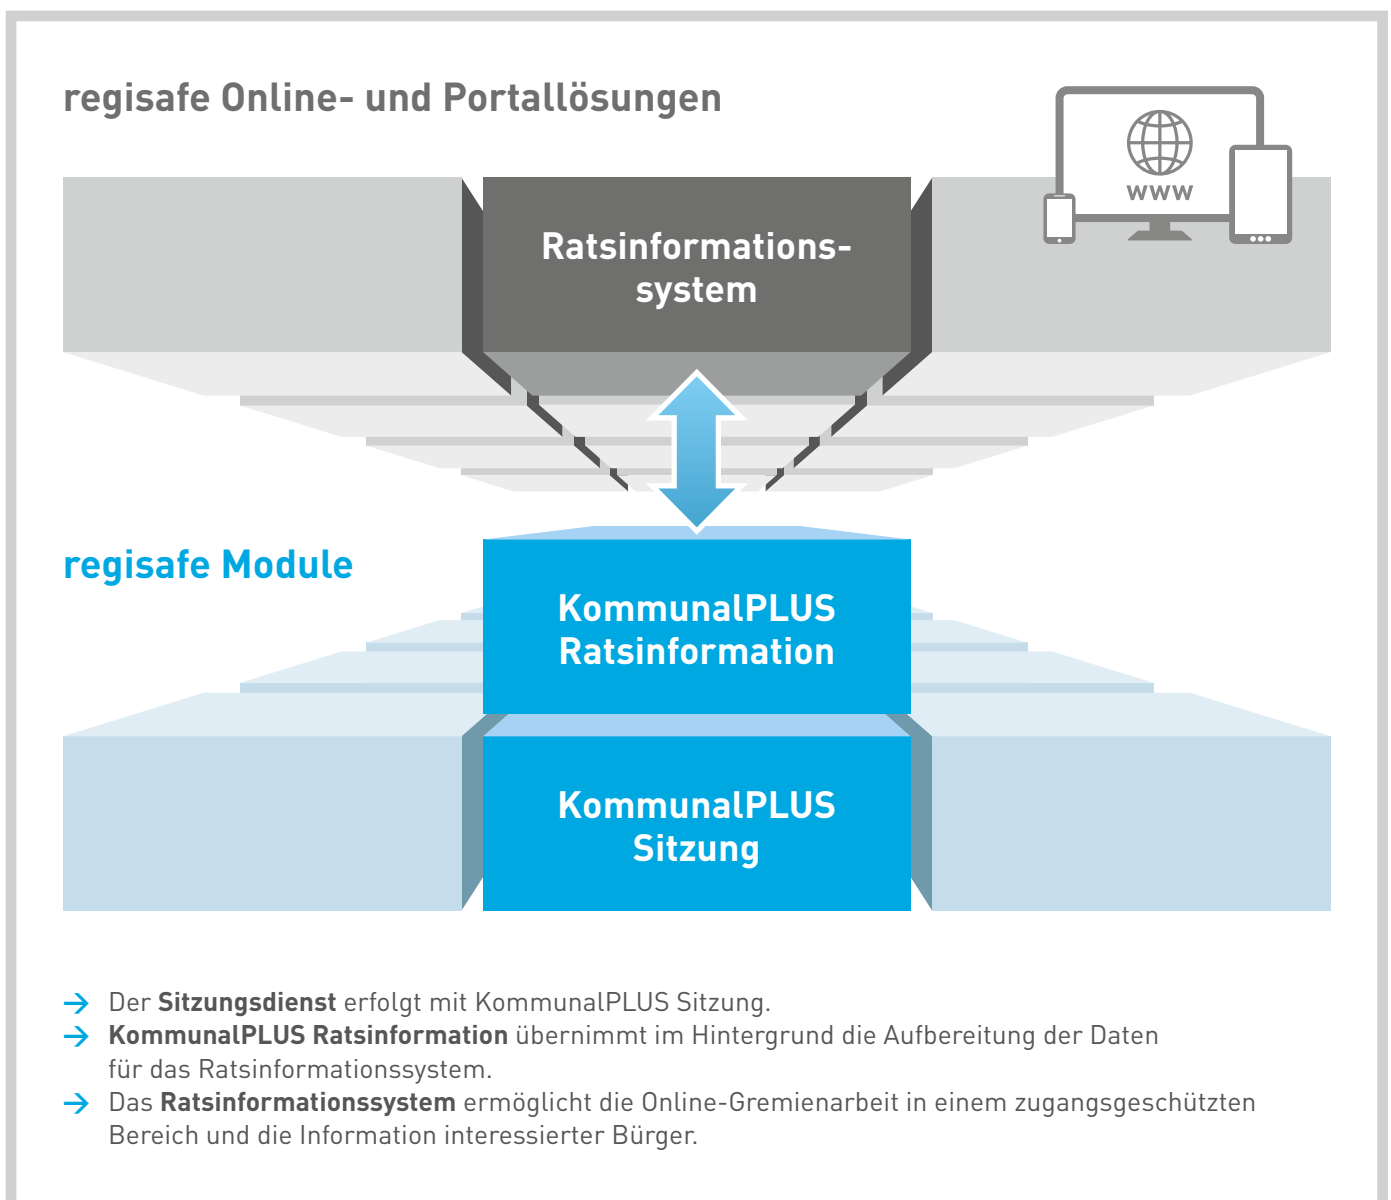 regisafe Online- und Portallösungen
www
Ratsinformations-
system
regisafe Module
KommunalPLUS
Ratsinformation
KommunalPLUS
Sitzung
→ Der Sitzungsdienst erfolgt mit KommunalPLUS Sitzung.
→ KommunalPLUS Ratsinformation übernimmt im Hintergrund die Aufbereitung der Daten
für das Ratsinformationssystem.
→ Das Ratsinformationssystem ermöglicht die Online-Gremienarbeit in einem zugangsgeschützten
Bereich und die Information interessierter Bürger.